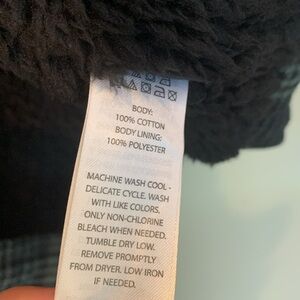 BODY:
100% COTTON
BODY LINING:
100% POLYESTER
MACHINE WASH COOL -
DELICATE CYCLE. WASH
WITH LIKE COLORS.
ONLY NON-CHLORINE
BLEACH WHEN NEEDED.
TUMBLE DRY LOW.
REMOVE PROMPTLY
FROM DRYER. LOW IRON
IF NEEDED.